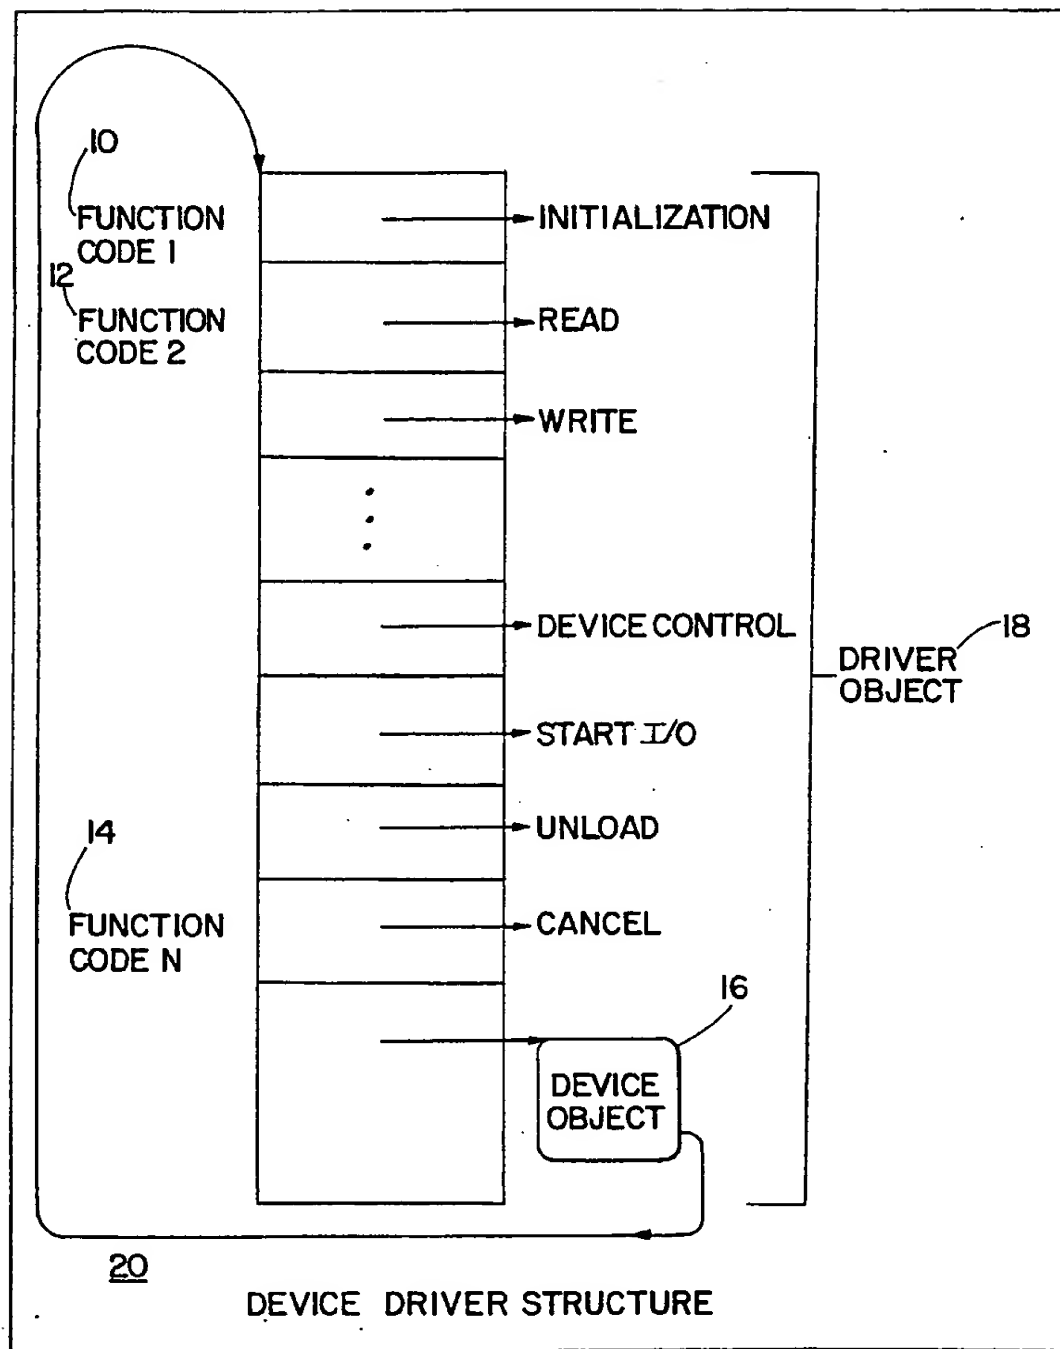 10
FUNCTION
CODE 1
INITIALIZATION
12
FUNCTION
CODE 2
READ
WRITE
DEVICE CONTROL
18
DRIVER
OBJECT
START I/O
UNLOAD
14
FUNCTION
CODE N
CANCEL
16
DEVICE
OBJECT
20
DEVICE DRIVER STRUCTURE